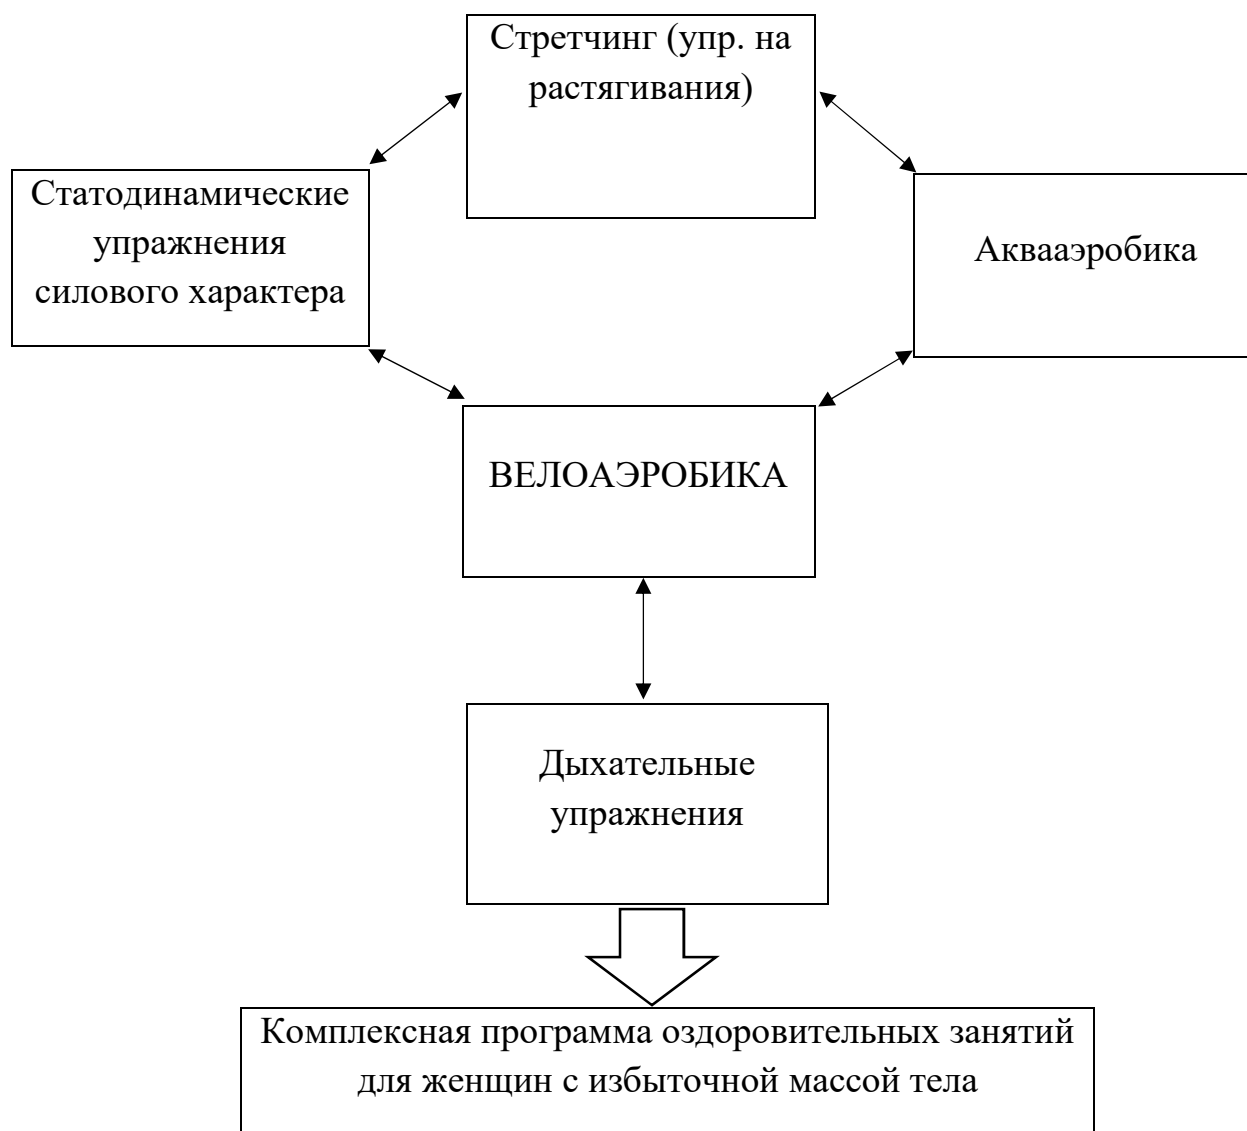 Стретчинг (упр. на
растягивания)
Статодинамические
упражнения
силового характера
Аквааэробика
ВЕЛОАЭРОБИКА
Дыхательные
упражнения
Комплексная программа оздоровительных занятий
для женщин с избыточной массой тела